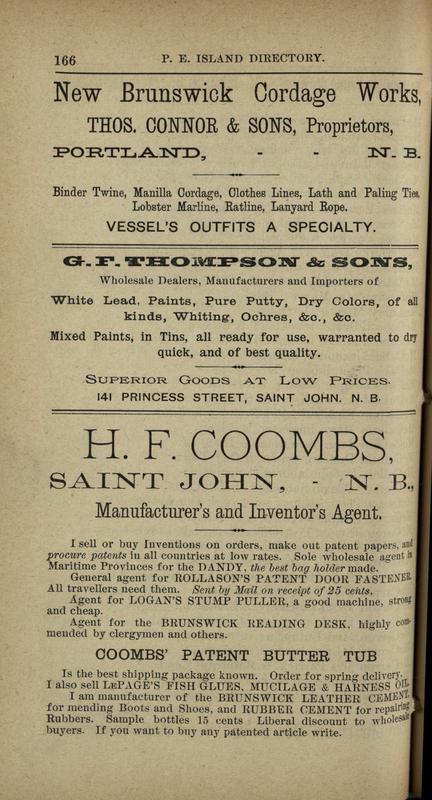 166
P. E. ISLAND DIRECTORY.
New Brunswick Cordage Works,
THOS. CONNOR & SONS, Proprietors,
PORTLAND, - - N. B.
Binder Twine, Manilla Cordage, Clothes Lines, Lath and Paling Ties,
Lobster Marline, Ratline, Lanyard Rope.
VESSEL'S OUTFITS A SPECIALTY.
G. F. THOMPSON & SONS,
Wholesale Dealers, Manufacturers and Importers of
White Lead, Paints, Pure Putty, Dry Colors, of all
kinds, Whiting, Ochres, &c., &c.
Mixed Paints, in Tins, all ready for use, warranted to dry
quick, and of best quality.
SUPERIOR GOODS AT LOW PRICES.
141 PRINCESS STREET, SAINT JOHN. N. B.
H. F. COOMBS,
SAINT JOHN, - N. B.,
Manufacturer's and Inventor's Agent.
I sell or buy Inventions on orders, make out patent papers, and
procure patents in all countries at low rates. Sole wholesale agent in
Maritime Provinces for the DANDY, the best bag holder made.
General agent for ROLLASON'S PATENT DOOR FASTENER.
All travellers need them. Sent by Mail on receipt of 25 cents,
Agent for LOGAN'S STUMP PULLER, a good machine, strong
and cheap.
Agent for the BRUNSWICK READING DESK, highly com-
mended by clergymen and others.
COOMBS' PATENT BUTTER TUB
Is the best shipping package known. Order for spring delivery.
I also sell LePAGE'S FISH GLUES, MUCILAGE & HARNESS OIL.
I am manufacturer of the BRUNSWICK LEATHER CEMENT,
for mending Boots and Shoes, and RUBBER CEMENT for repairing
Rubbers. Sample bottles 15 cents Liberal discount to wholesale
buyers. If you want to buy any patented article write.